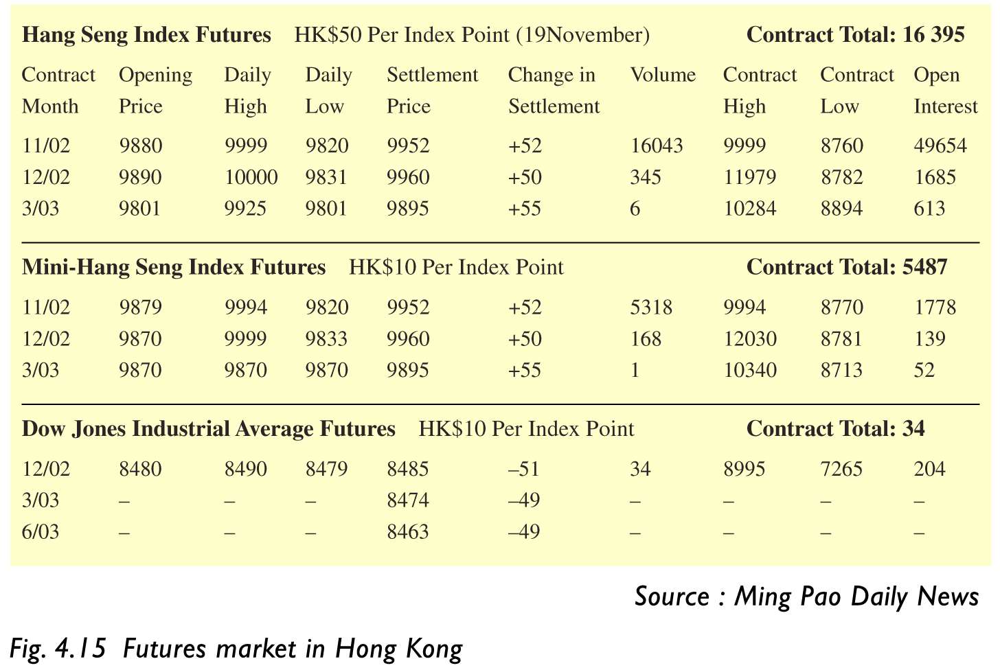 Hang Seng Index Futures HK$50 Per Index Point (19November) Contract Total: 16 395
Contract Opening Daily Daily Settlement Change in Volume Contract Contract Open
Month Price High Low Price Settlement High Low Interest
11/02 9880 9999 9820 9952 +52 16043 9999 8760 49654
12/02 9890 10000 9831 9960 +50 345 11979 8782 1685
3/03 9801 9925 9801 9895 +55 6 10284 8894 613
Mini-Hang Seng Index Futures HK$10 Per Index Point Contract Total: 5487
11/02 9879 9994 9820 9952 +52 5318 9994 8770 1778
12/02 9870 9999 9833 9960 +50 168 12030 8781 139
3/03 9870 9870 9870 9895 +55 1 10340 8713 52
Dow Jones Industrial Average Futures HK$10 Per Index Point Contract Total: 34
12/02 8480 8490 8479 8485 –51 34 8995 7265 204
3/03 – – – 8474 –49 – – – –
6/03 – – – 8463 –49 – – – –
Source : Ming Pao Daily News
Fig. 4.15 Futures market in Hong Kong